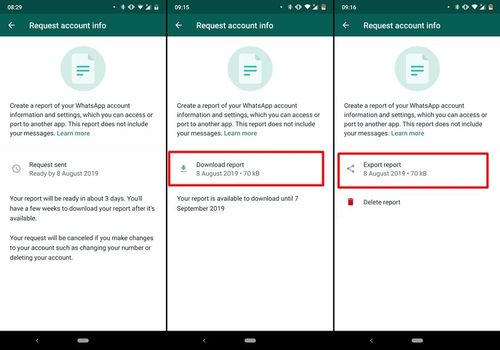 08:29
Request account info
Create a report of your WhatsApp account
information and settings, which you can access or
port to another app. This report does not include
your messages. Learn more
Request sent
Ready by 8 August 2019
Your report will be ready in about 3 days. You'll
have a few weeks to download your report after it's
available.
Your request will be canceled if you make changes
to your account such as changing your number or
deleting your account.
09:15
Request account info
Create a report of your WhatsApp account
information and settings, which you can access or
port to another app. This report does not include
your messages. Learn more
Download report
8 August 2019 • 70 kB
Your report is available to download until 7
September 2019
09:16
Request account info
Create a report of your WhatsApp account
information and settings, which you can access or
port to another app. This report does not include
your messages. Learn more
Export report
8 August 2019 • 70 kB
Delete report